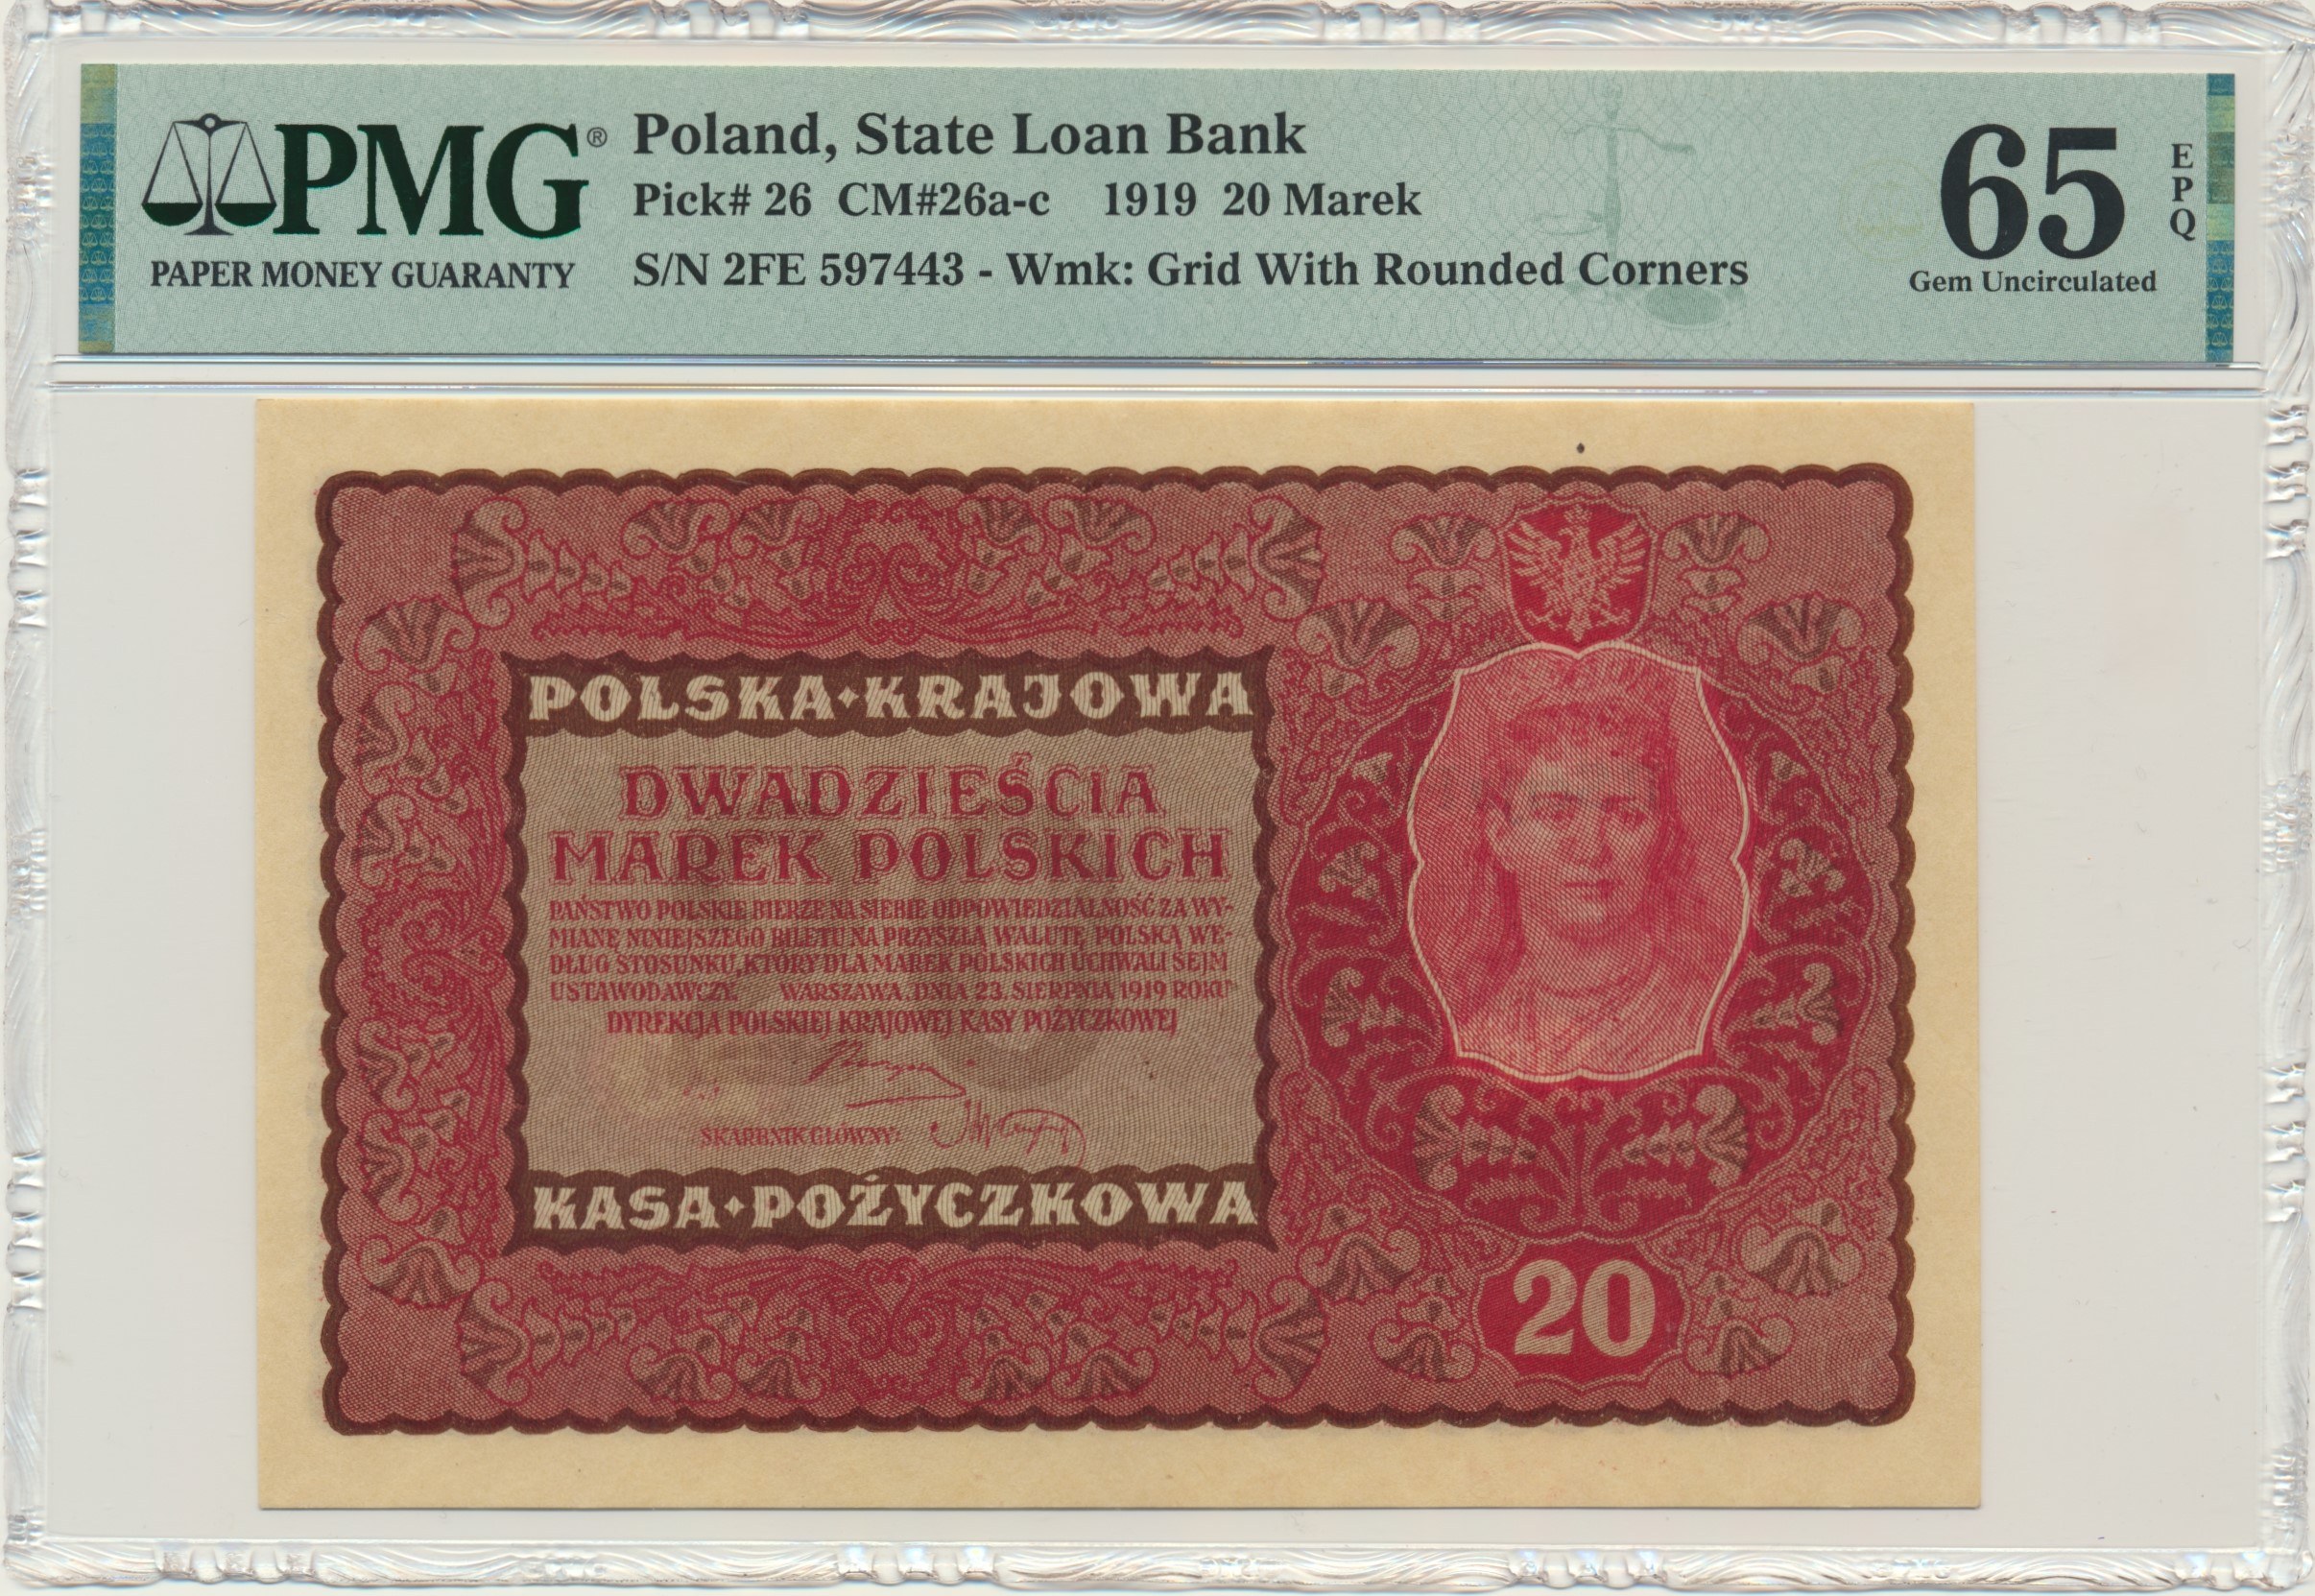 PMG®
PAPER MONEY GUARANTY
Poland, State Loan Bank
Pick# 26 CM#26a-c 1919 20 Marek
S/N 2FE 597443 - Wmk: Grid With Rounded Corners
65
EPQ
Gem Uncirculated
POLSKA•KRAJOWA
DWADZIEŚCIA
MAREK POLSKICH
PAŃSTWO POLSKIE BIERZE NA SIEBIE ODPOWIEDZIALNOŚĆ ZA WY-
MIANĘ NINIEJSZEGO BILETU NA PRZYSZŁĄ WALUTĘ POLSKĄ WE-
DŁUG STOSUNKU, KTÓRY DLA MAREK POLSKICH UCHWALI SEJM
USTAWODAWCZY. WARSZAWA, DNIA 23. SIERPNIA 1919 ROKU
DYREKCJA POLSKIEJ KRAJOWEJ KASY POŻYCZKOWEJ
SKARBNIK GŁÓWNY:
KASA•POŻYCZKOWA
20